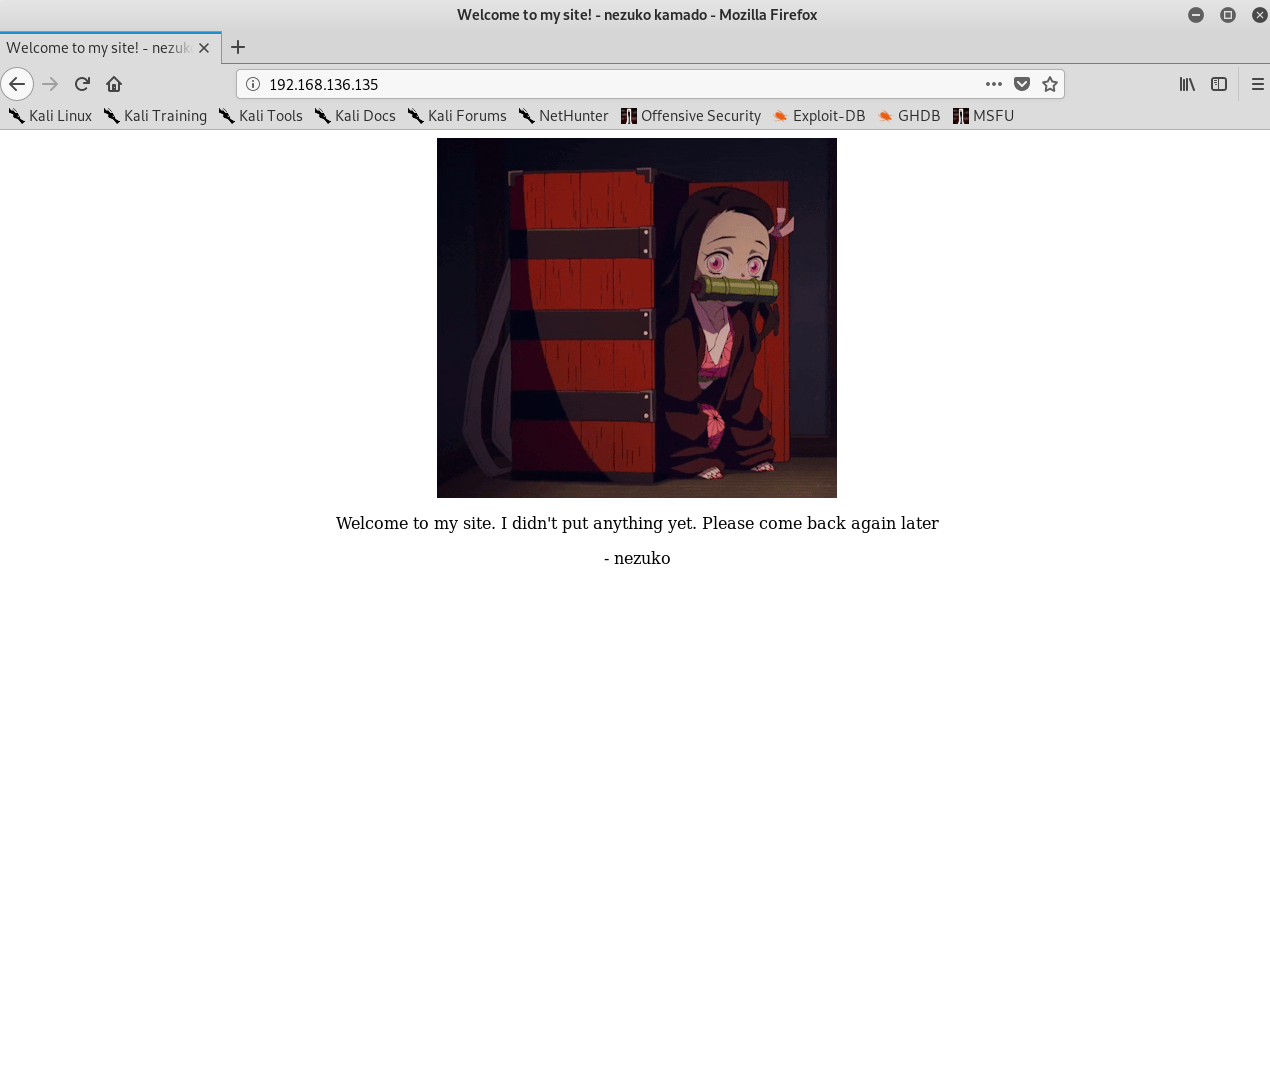 Welcome to my site! - nezuko kamado - Mozilla Firefox
Welcome to my site! - nezuk
192.168.136.135
Kali Linux Kali Training Kali Tools Kali Docs Kali Forums NetHunter Offensive Security Exploit-DB GHDB MSFU
Welcome to my site. I didn't put anything yet. Please come back again later
- nezuko